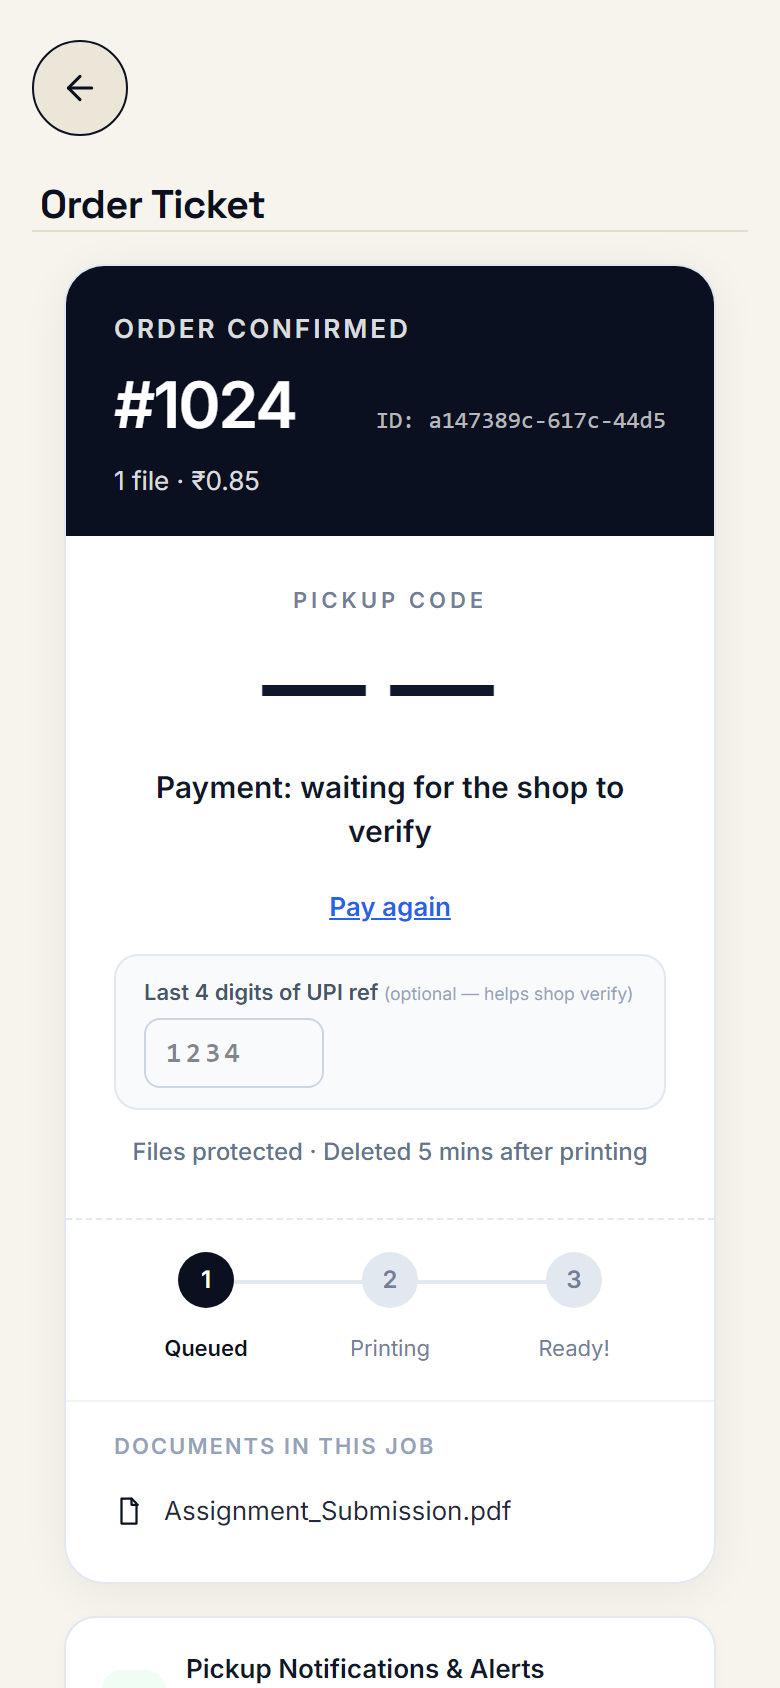 Order Ticket
ORDER CONFIRMED
#1024
ID: a147389c-617c-44d5
1 file · ₹0.85
PICKUP CODE
— —
Payment: waiting for the shop to
verify
Pay again
Last 4 digits of UPI ref (optional — helps shop verify)
1234
Files protected · Deleted 5 mins after printing
1
2
3
Queued
Printing
Ready!
DOCUMENTS IN THIS JOB
Assignment_Submission.pdf
Pickup Notifications & Alerts